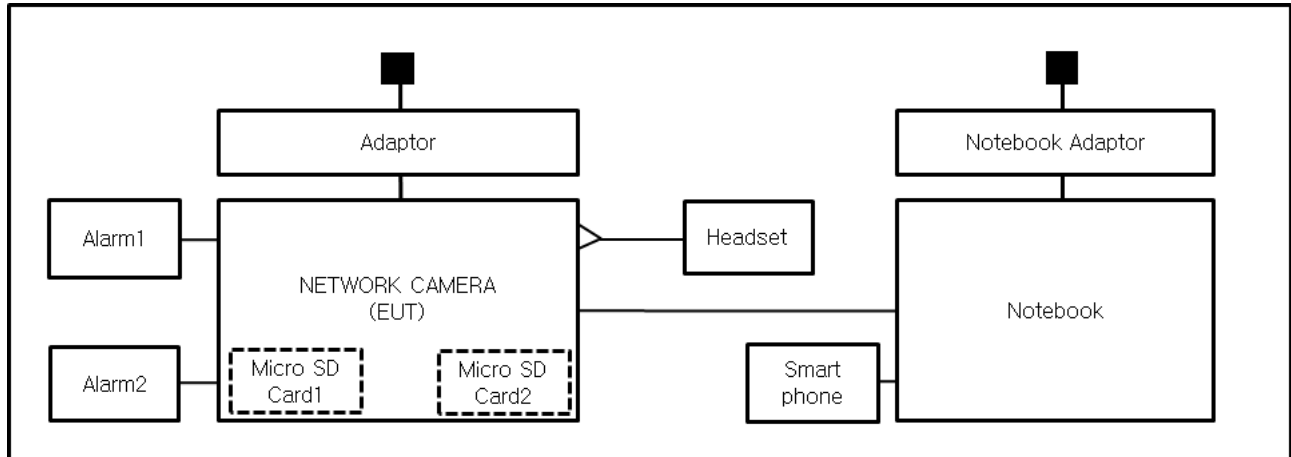 Adaptor
Notebook Adaptor
Alarm1
Headset
NETWORK CAMERA
(EUT)
Notebook
Alarm2
Micro SD
Card1
Micro SD
Card2
Smart
phone